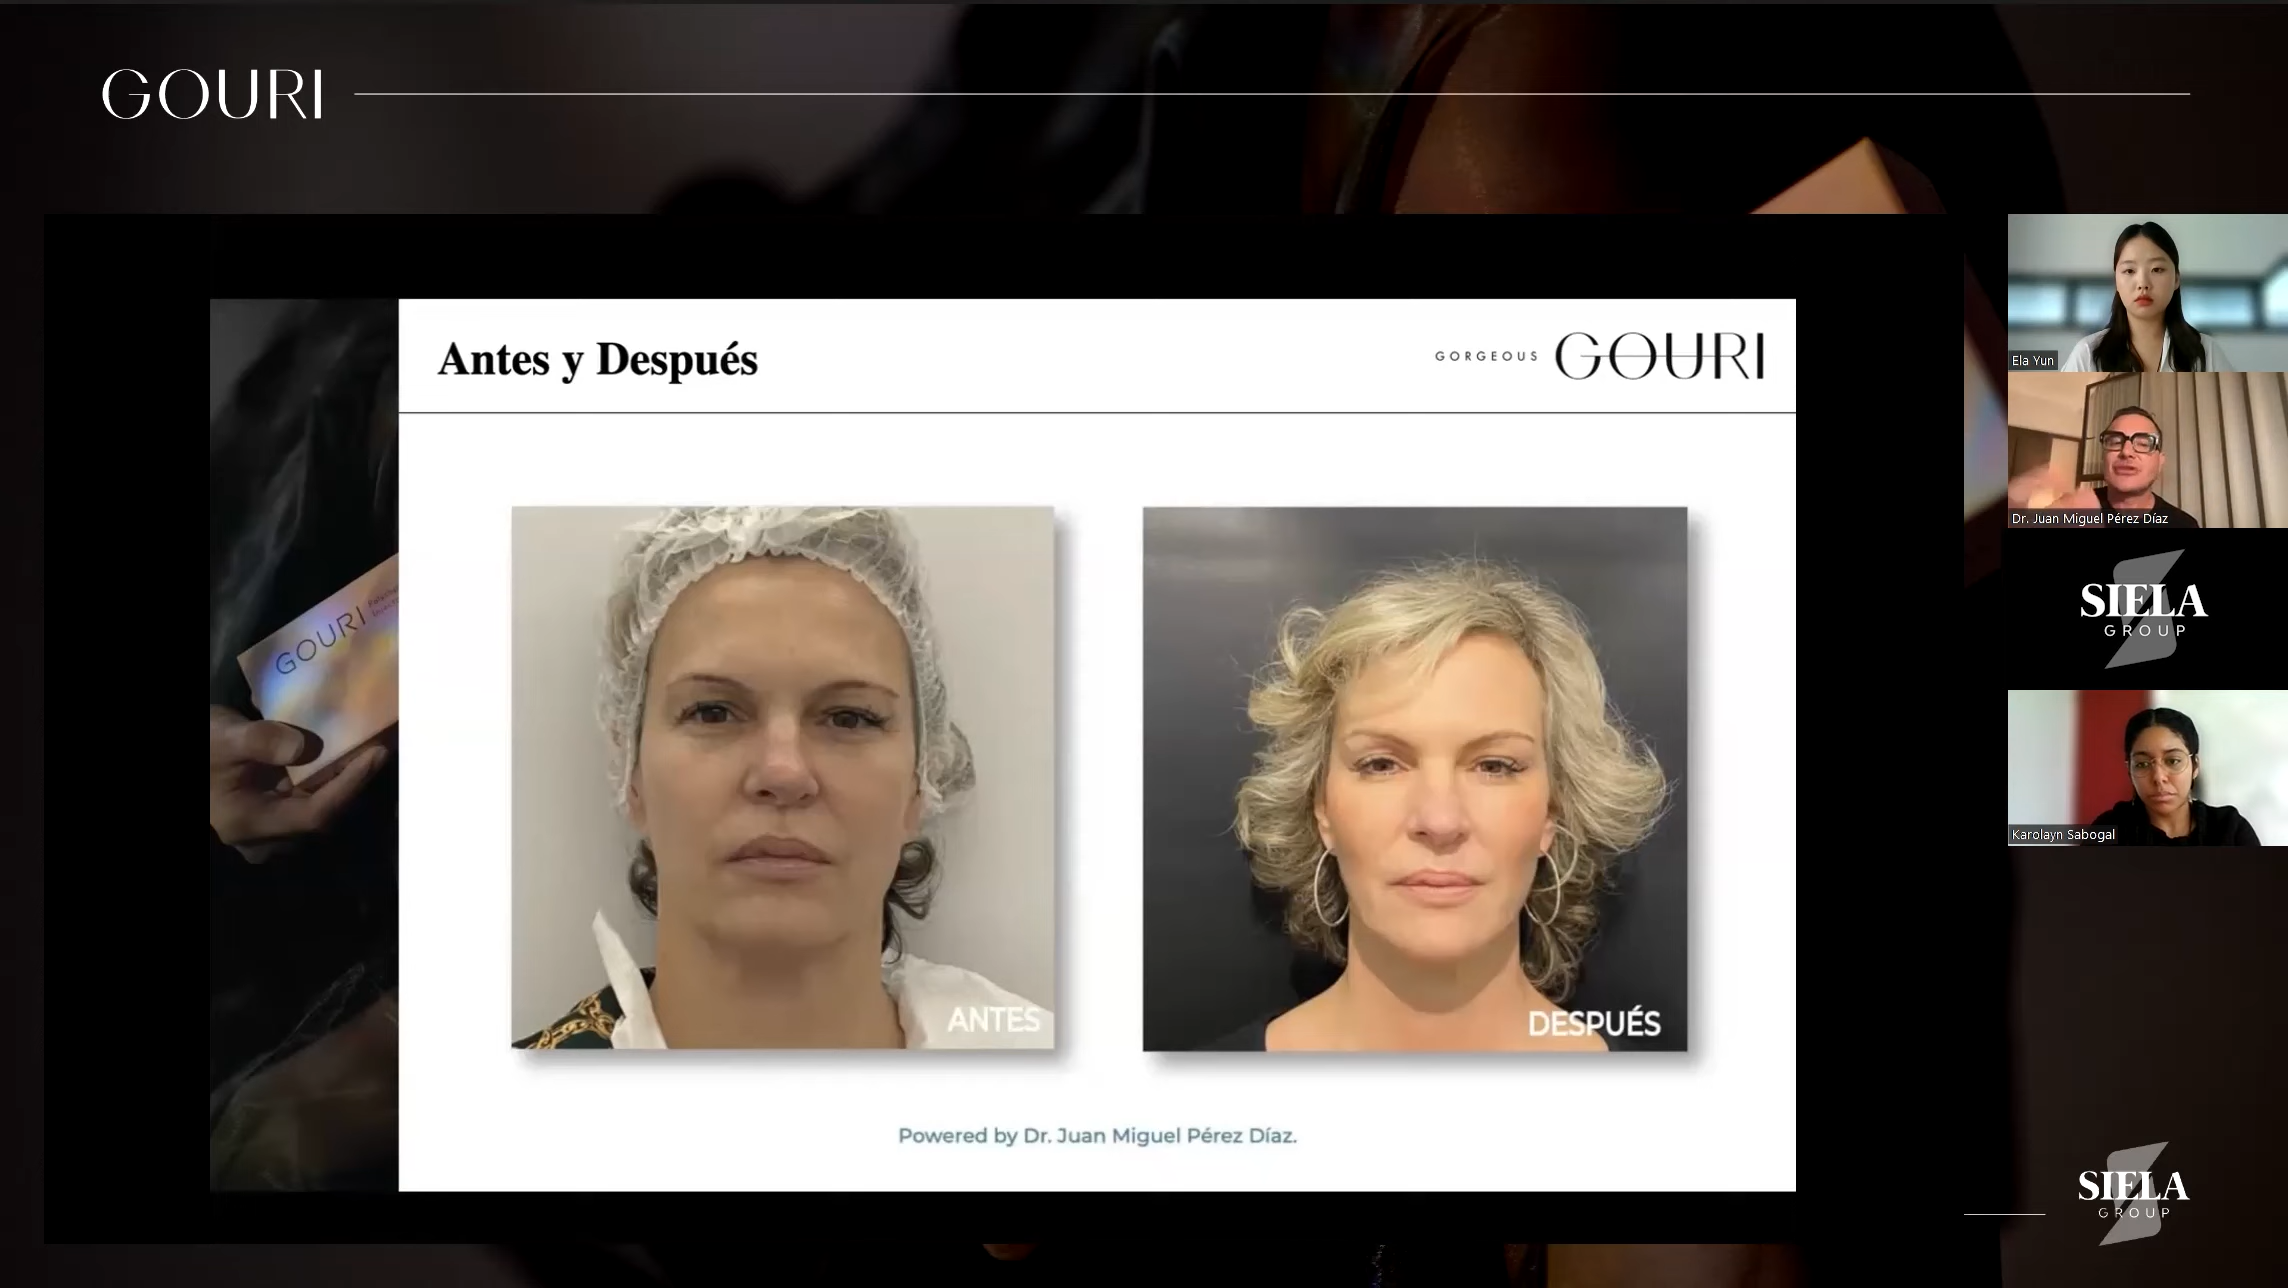 GOURI
Antes y Después
GORGEOUS GOURI
GOURI
ANTES
DESPUÉS
Powered by Dr. Juan Miguel Pérez Díaz.
Ela Yun
Dr. Juan Miguel Pérez Díaz
SIELA
GROUP
Karolayn Sabogal
SIELA
GROUP